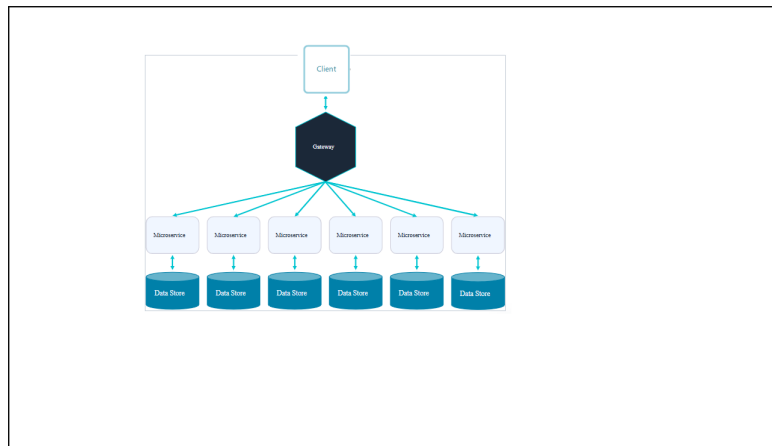 Client
Gateway
Microservice Microservice Microservice Microservice Microservice Microservice
Data Store Data Store Data Store Data Store Data Store Data Store